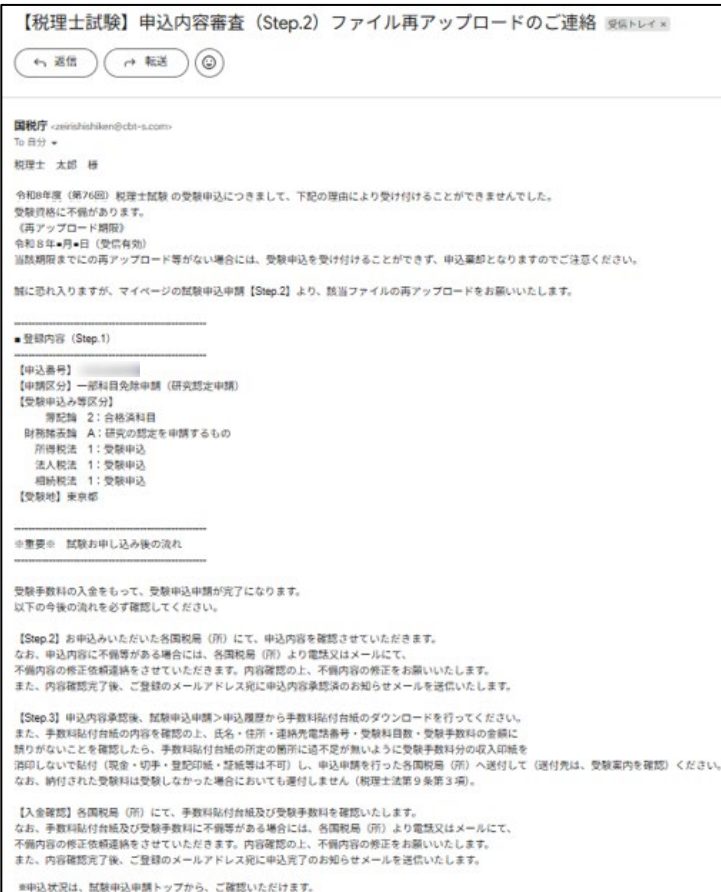 【税理士試験】申込内容審査（Step.2）ファイル再アップロードのご連絡 受信トレイ ×
返信 転送
国税庁 <zeirishishiken@cbt-s.com>
To 自分
税理士　太郎　様
令和8年度（第76回）税理士試験 の受験申込につきまして、下記の理由により受け付けることができませんでした。
受験資格に不備があります。
《再アップロード期限》
令和８年●月●日（受信有効）
当該期限までにの再アップロード等がない場合には、受験申込を受け付けることができず、申込棄却となりますのでご注意ください。
誠に恐れ入りますが、マイページの試験申込申請【Step.2】より、該当ファイルの再アップロードをお願いいたします。
--------------------------------------------------
■ 登録内容（Step.1）
--------------------------------------------------
【申込番号】
【申請区分】一部科目免除申請（研究認定申請）
【受験申込み等区分】
簿記論　2：合格済科目
財務諸表論　A：研究の認定を申請するもの
所得税法　1：受験申込
法人税法　1：受験申込
相続税法　1：受験申込
【受験地】東京都
--------------------------------------------------
※重要※　試験お申し込み後の流れ
--------------------------------------------------
受験手数料の入金をもって、受験申込申請が完了になります。
以下の今後の流れを必ず確認してください。
【Step.2】お申込みいただいた各国税局（所）にて、申込内容を確認させていただきます。
なお、申込内容に不備等がある場合には、各国税局（所）より電話又はメールにて、
不備内容の修正依頼連絡をさせていただきます。内容確認の上、不備内容の修正をお願いいたします。
また、内容確認完了後、ご登録のメールアドレス宛に申込内容承認済のお知らせメールを送信いたします。
【Step.3】申込内容承認後、試験申込申請＞申込履歴から手数料貼付台紙のダウンロードを行ってください。
また、手数料貼付台紙の内容を確認の上、氏名・住所・連絡先電話番号・受験科目数・受験手数料の金額に
誤りがないことを確認したら、手数料貼付台紙の所定の箇所に過不足が無いように受験手数料分の収入印紙を
消印しないで貼付（現金・切手・登記印紙・証紙等は不可）し、申込申請を行った各国税局（所）へ送付して（送付先は、受験案内を確認）ください。
なお、納付された受験料は受験しなかった場合においても還付しません（税理士法第９条第３項）。
【入金確認】各国税局（所）にて、手数料貼付台紙及び受験手数料を確認いたします。
なお、手数料貼付台紙及び受験手数料に不備等がある場合には、各国税局（所）より電話又はメールにて、
不備内容の修正依頼連絡をさせていただきます。内容確認の上、不備内容の修正をお願いいたします。
また、内容確認完了後、ご登録のメールアドレス宛に申込完了のお知らせメールを送信いたします。
※申込状況は、試験申込申請トップから、ご確認いただけます。